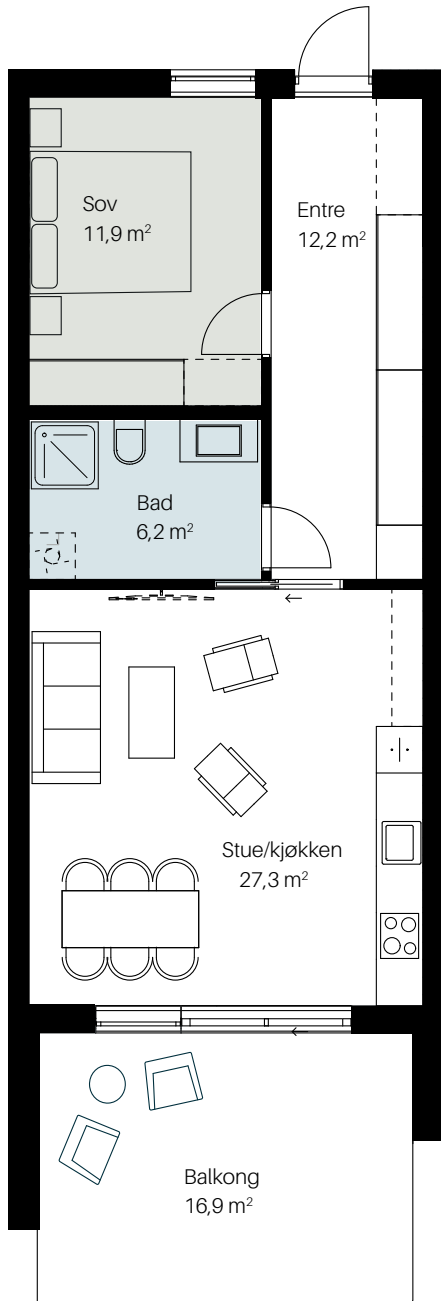 Sov
11,9 m²
Entre
12,2 m²
Bad
6,2 m²
Stue/kjøkken
27,3 m²
Balkong
16,9 m²